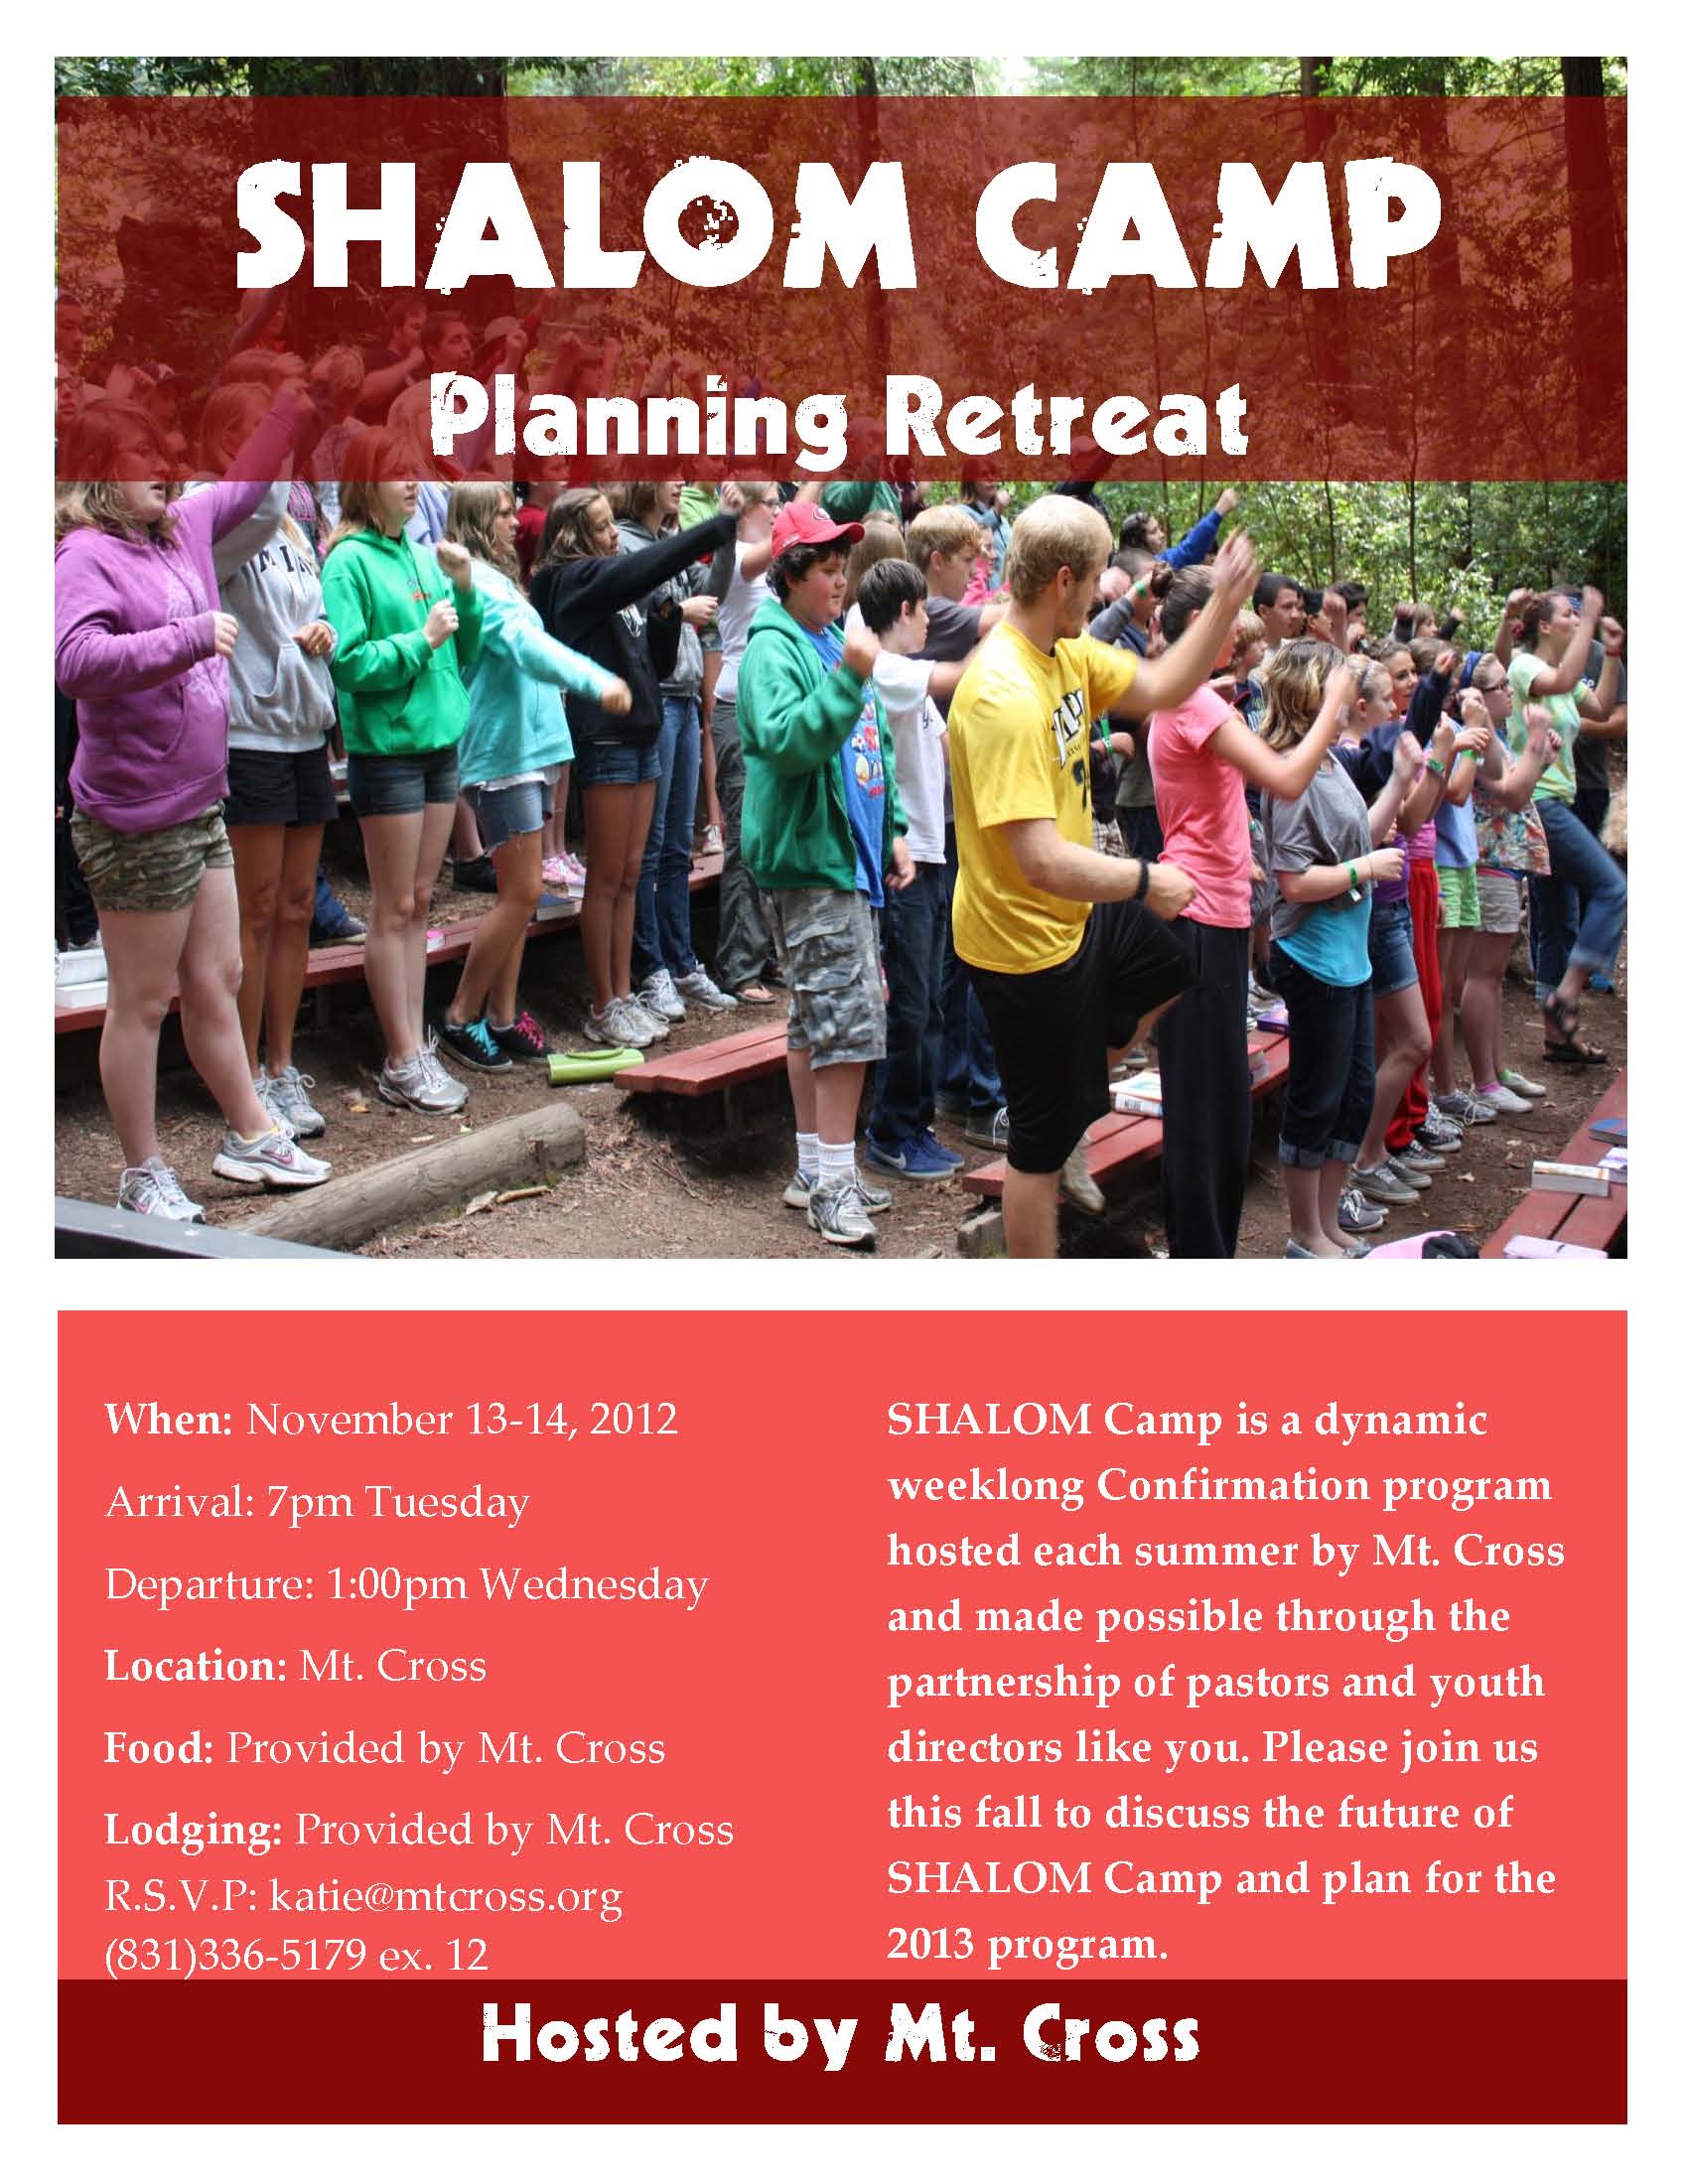 SHALOM CAMP
Planning Retreat
When: November 13-14, 2012
Arrival: 7pm Tuesday
Departure: 1:00pm Wednesday
Location: Mt. Cross
Food: Provided by Mt. Cross
Lodging: Provided by Mt. Cross
R.S.V.P: katie@mtcross.org
(831)336-5179 ex. 12
SHALOM Camp is a dynamic
weeklong Confirmation program
hosted each summer by Mt. Cross
and made possible through the
partnership of pastors and youth
directors like you. Please join us
this fall to discuss the future of
SHALOM Camp and plan for the
2013 program.
Hosted by Mt. Cross